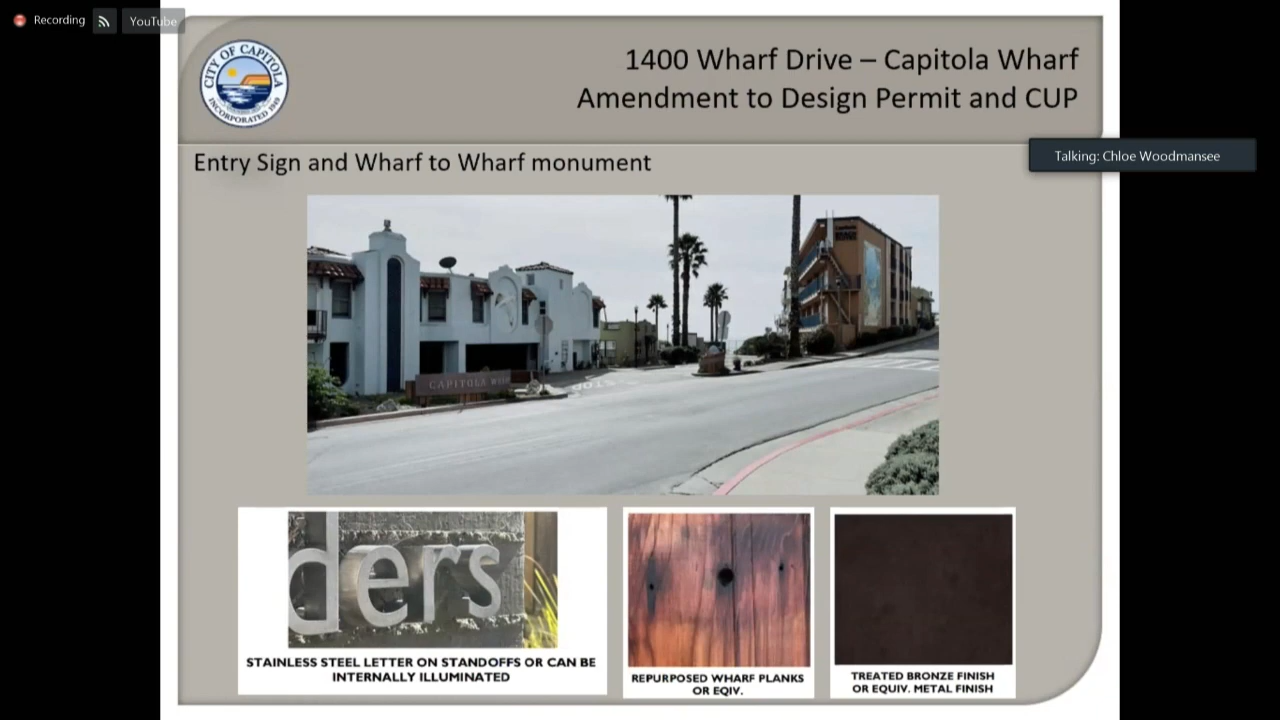 Recording
YouTube
CITY OF CAPITOLA
INCORPORATED 1949
1400 Wharf Drive – Capitola Wharf
Amendment to Design Permit and CUP
Talking: Chloe Woodmansee
Entry Sign and Wharf to Wharf monument
CAPITOLA
STOP
ders
STAINLESS STEEL LETTER ON STANDOFFS OR CAN BE
INTERNALLY ILLUMINATED
REPURPOSED WHARF PLANKS
OR EQIV.
TREATED BRONZE FINISH
OR EQUIV. METAL FINISH